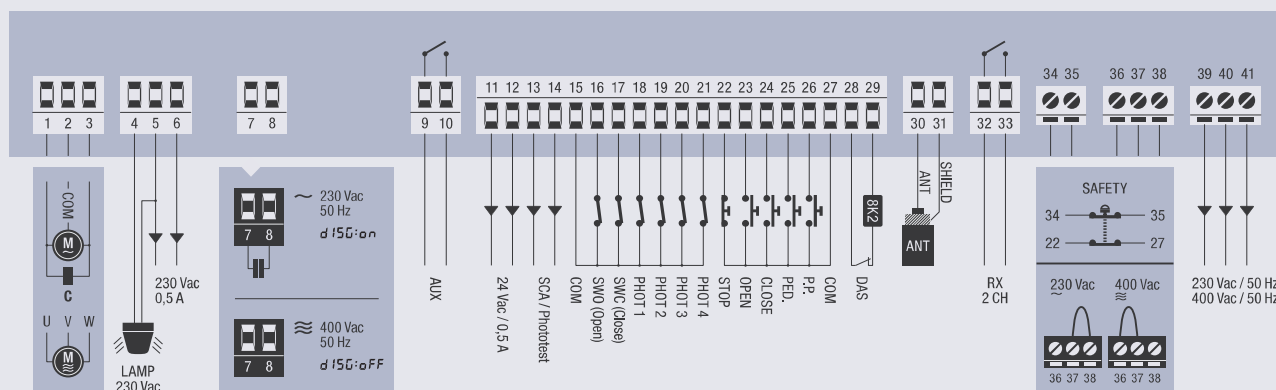 34 35
36 37 38
39 40 41
11 12 13 14 15 16 17 18 19 20 21 22 23 24 25 26 27 28 29
1 2 3
4 5 6
7 8
9 10
30 31
32 33
COM
M
~
C
U V W
M
230 Vac
0,5 A
LAMP
230 Vac
7 8
~ 230 Vac
50 Hz
d15G:on
7 8
400 Vac
50 Hz
d15G:oFF
AUX
24 Vac / 0,5 A
SCA / Phototest
COM
SWO (Open)
SWC (Close)
PHOT 1
PHOT 2
PHOT 3
PHOT 4
STOP
OPEN
CLOSE
PED.
P.P.
COM
8K2
DAS
ANT
SHIELD
ANT
RX
2 CH
SAFETY
34 35
22 27
230 Vac
~
400 Vac
36 37 38
36 37 38
230 Vac / 50 Hz
400 Vac / 50 Hz